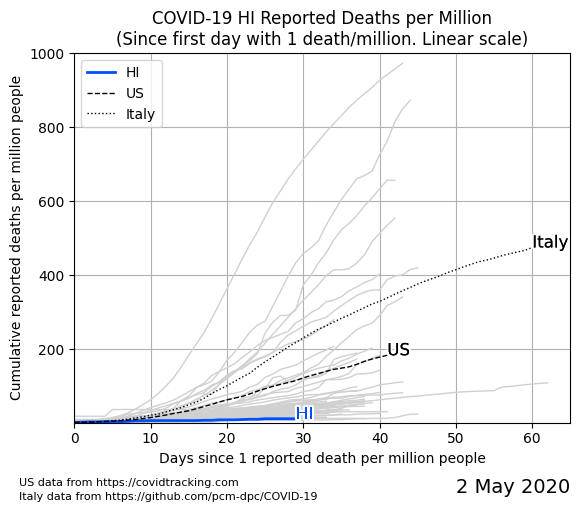 COVID-19 HI Reported Deaths per Million
(Since first day with 1 death/million. Linear scale)
Cumulative reported deaths per million people
1000
800
600
400
200
HI
US
Italy
Italy
US
HI
0
10
20
30
40
50
60
Days since 1 reported death per million people
US data from https://covidtracking.com
Italy data from https://github.com/pcm-dpc/COVID-19
2 May 2020